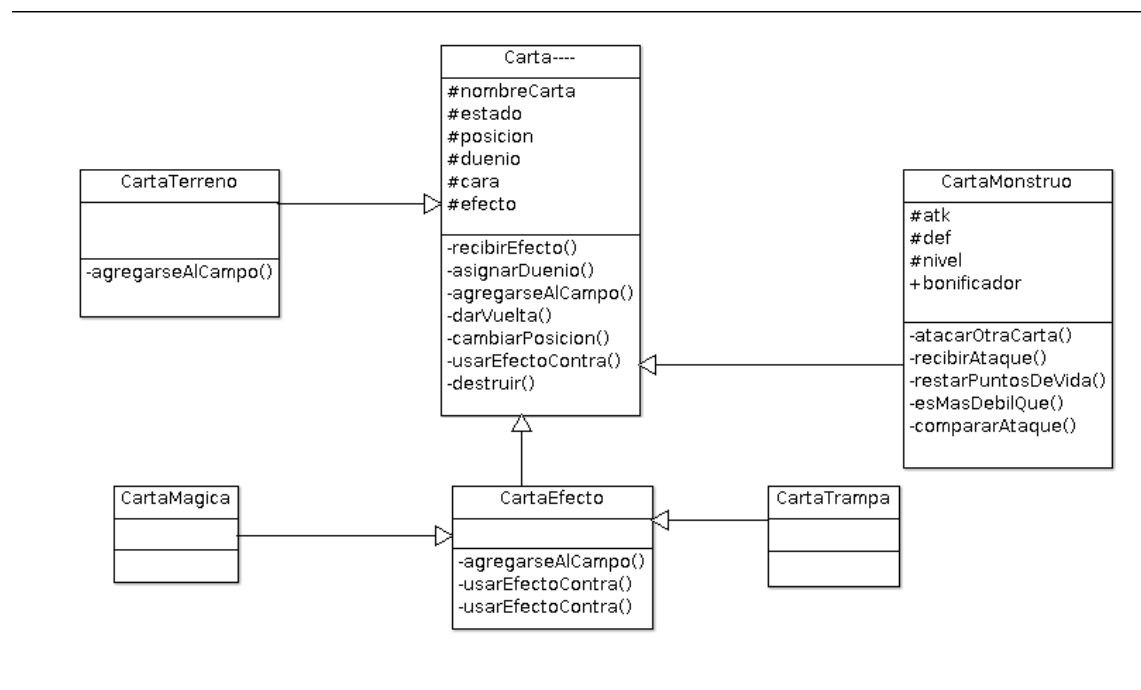 Carta----
#nombreCarta
#estado
#posicion
#duenio
#cara
#efecto
-recibirEfecto()
-asignarDuenio()
-agregarseAlCampo()
-darVuelta()
-cambiarPosicion()
-usarEfectoContra()
-destruir()
CartaTerreno
-agregarseAlCampo()
CartaMonstruo
#atk
#def
#nivel
+bonificador
-atacarOtraCarta()
-recibirAtaque()
-restarPuntosDeVida()
-esMasDebilQue()
-compararAtaque()
CartaMagica
CartaEfecto
-agregarseAlCampo()
-usarEfectoContra()
-usarEfectoContra()
CartaTrampa